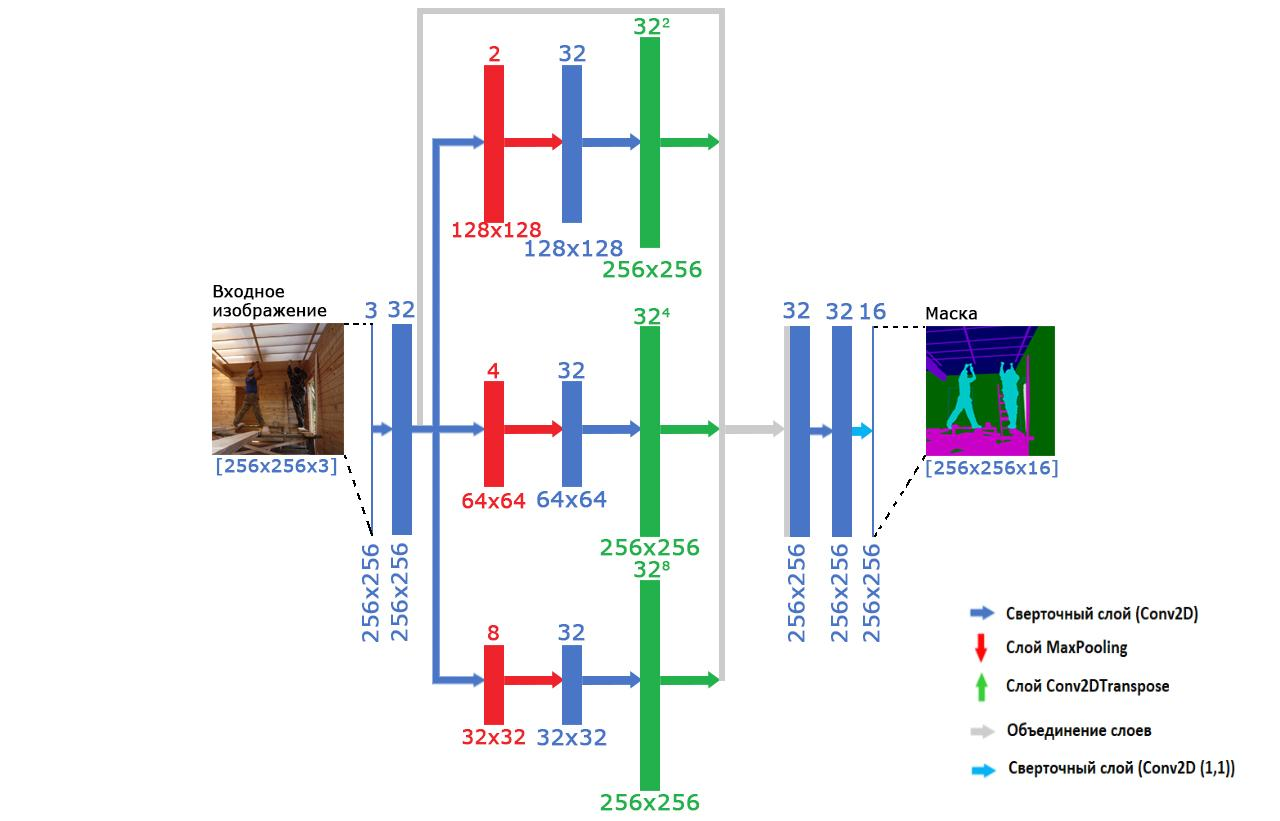 32²
2
32
128x128
128x128
256x256
Входное
изображение
3
32
[256x256x3]
256x256
256x256
32⁴
4
32
64x64
64x64
256x256
32⁸
8
32
32x32
32x32
256x256
32
32
16
256x256
256x256
256x256
Маска
[256x256x16]
Сверточный слой (Conv2D)
Слой MaxPooling
Слой Conv2DTranspose
Объединение слоев
Сверточный слой (Conv2D (1,1))